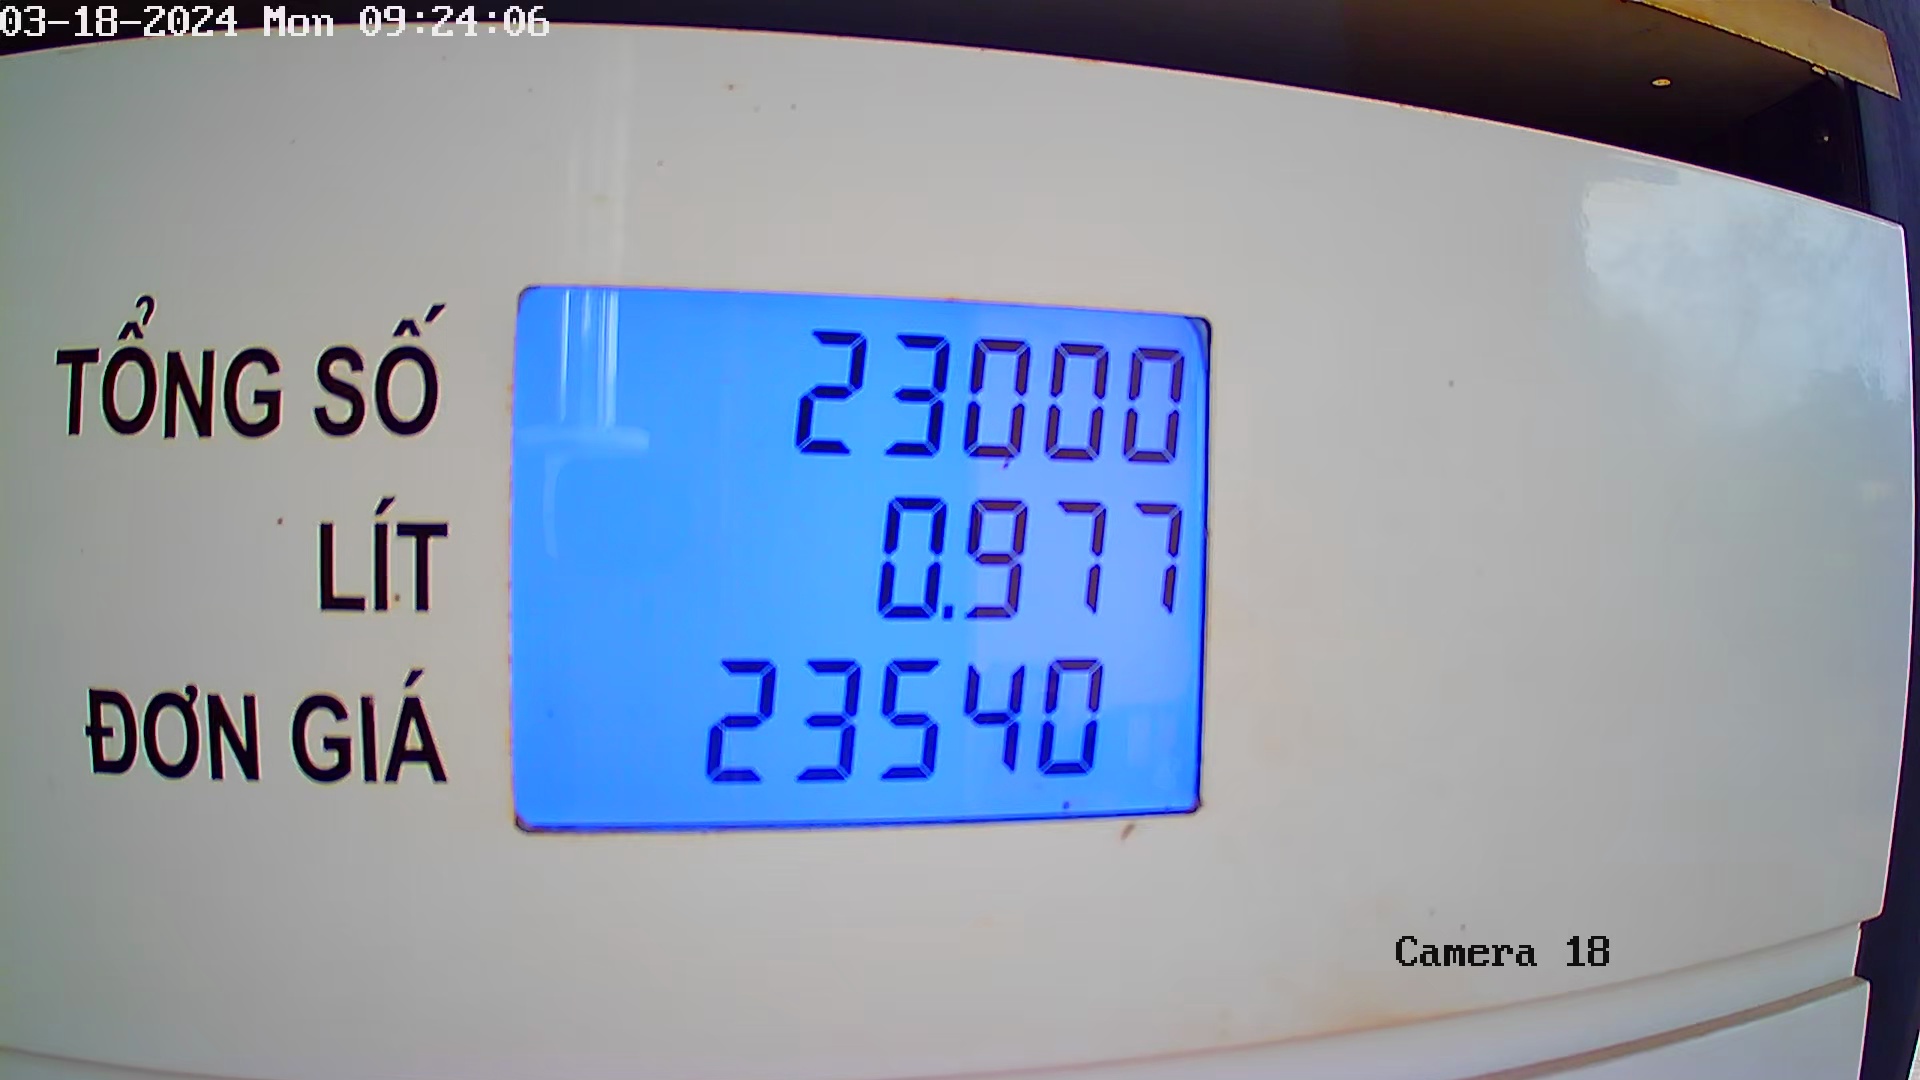 03-18-2024 Mon 09:24:06
TỔNG SỐ 23000
LÍT 0.977
ĐƠN GIÁ 23540
Camera 18